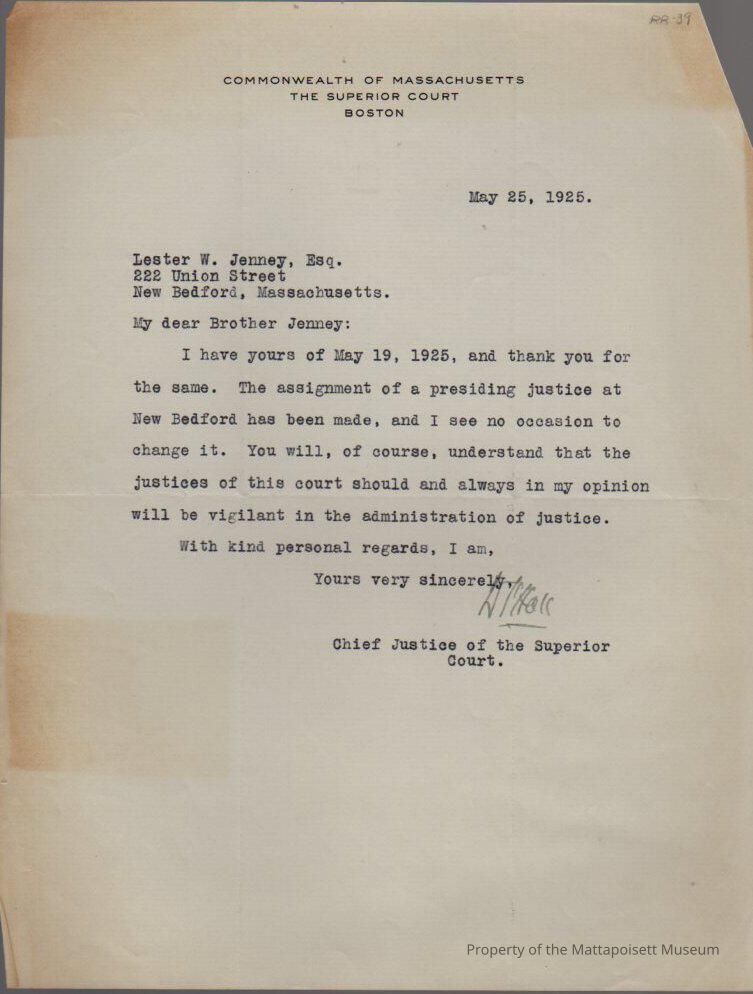 RR-39
COMMONWEALTH OF MASSACHUSETTS
THE SUPERIOR COURT
BOSTON
May 25, 1925.
Lester W. Jenney, Esq.
222 Union Street
New Bedford, Massachusetts.
My dear Brother Jenney:
I have yours of May 19, 1925, and thank you for
the same. The assignment of a presiding justice at
New Bedford has been made, and I see no occasion to
change it. You will, of course, understand that the
justices of this court should and always in my opinion
will be vigilant in the administration of justice.
With kind personal regards, I am,
Yours very sincerely,
Chief Justice of the Superior
Court.
Property of the Mattapoisett Museum